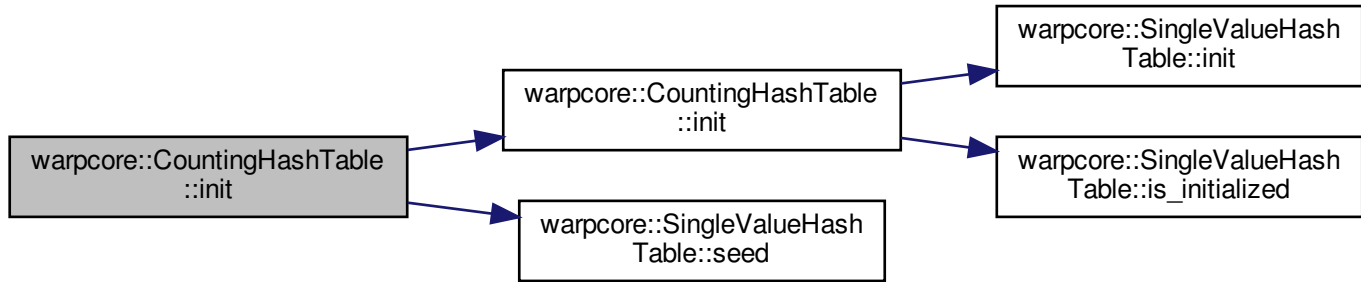 warpcore::CountingHashTable
::init
warpcore::CountingHashTable
::init
warpcore::SingleValueHash
Table::seed
warpcore::SingleValueHash
Table::init
warpcore::SingleValueHash
Table::is_initialized